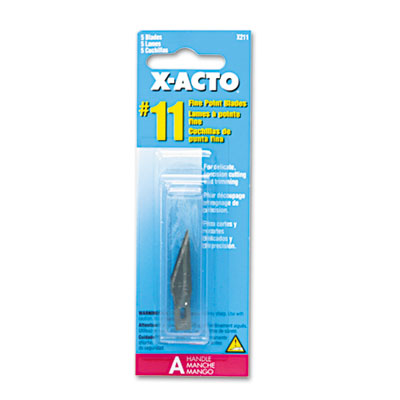 5 Blades
5 Lames
5 Cuchillas
X211
X-ACTO
#11
Fine Point Blades
Lames à pointe
fine
Cuchillas de
punta fina
For delicate,
precision cutting
and trimming
Pour découpage
et rognage de
précision.
Para cortes y
recortes
delicados y
de precisión.
A HANDLE
MANCHE
MANGO